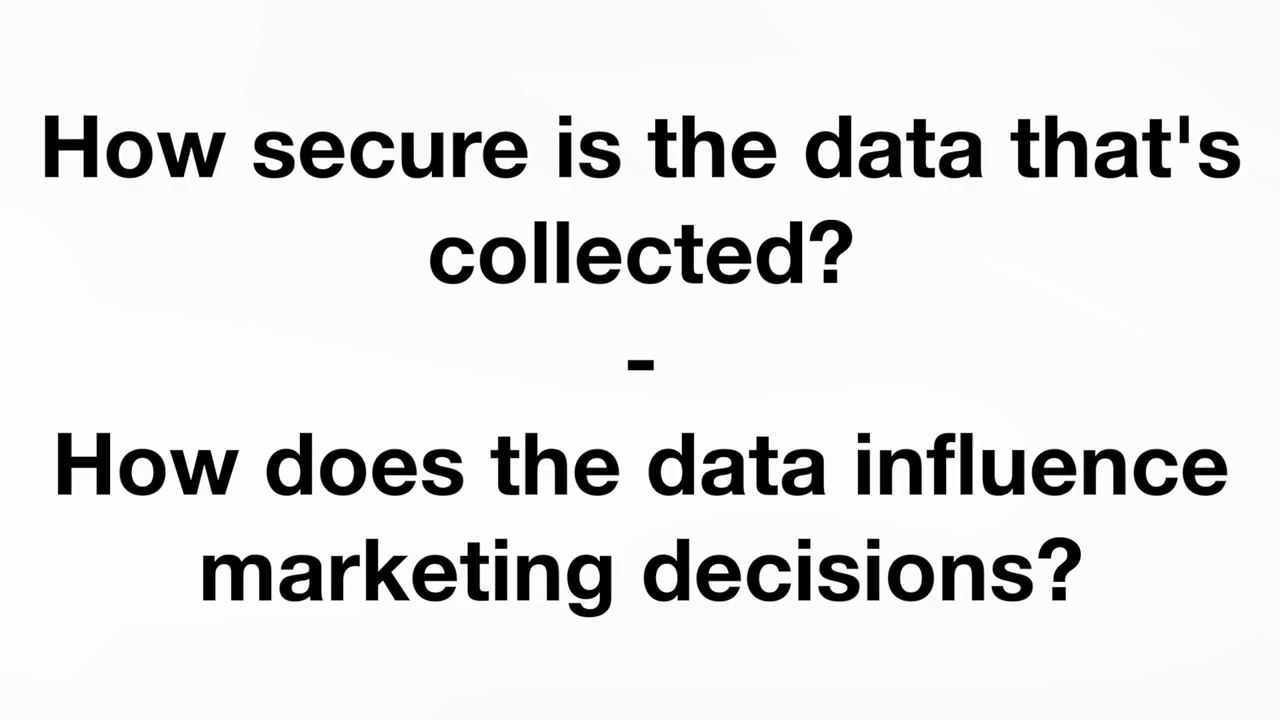 How secure is the data that's
collected?
-
How does the data influence
marketing decisions?